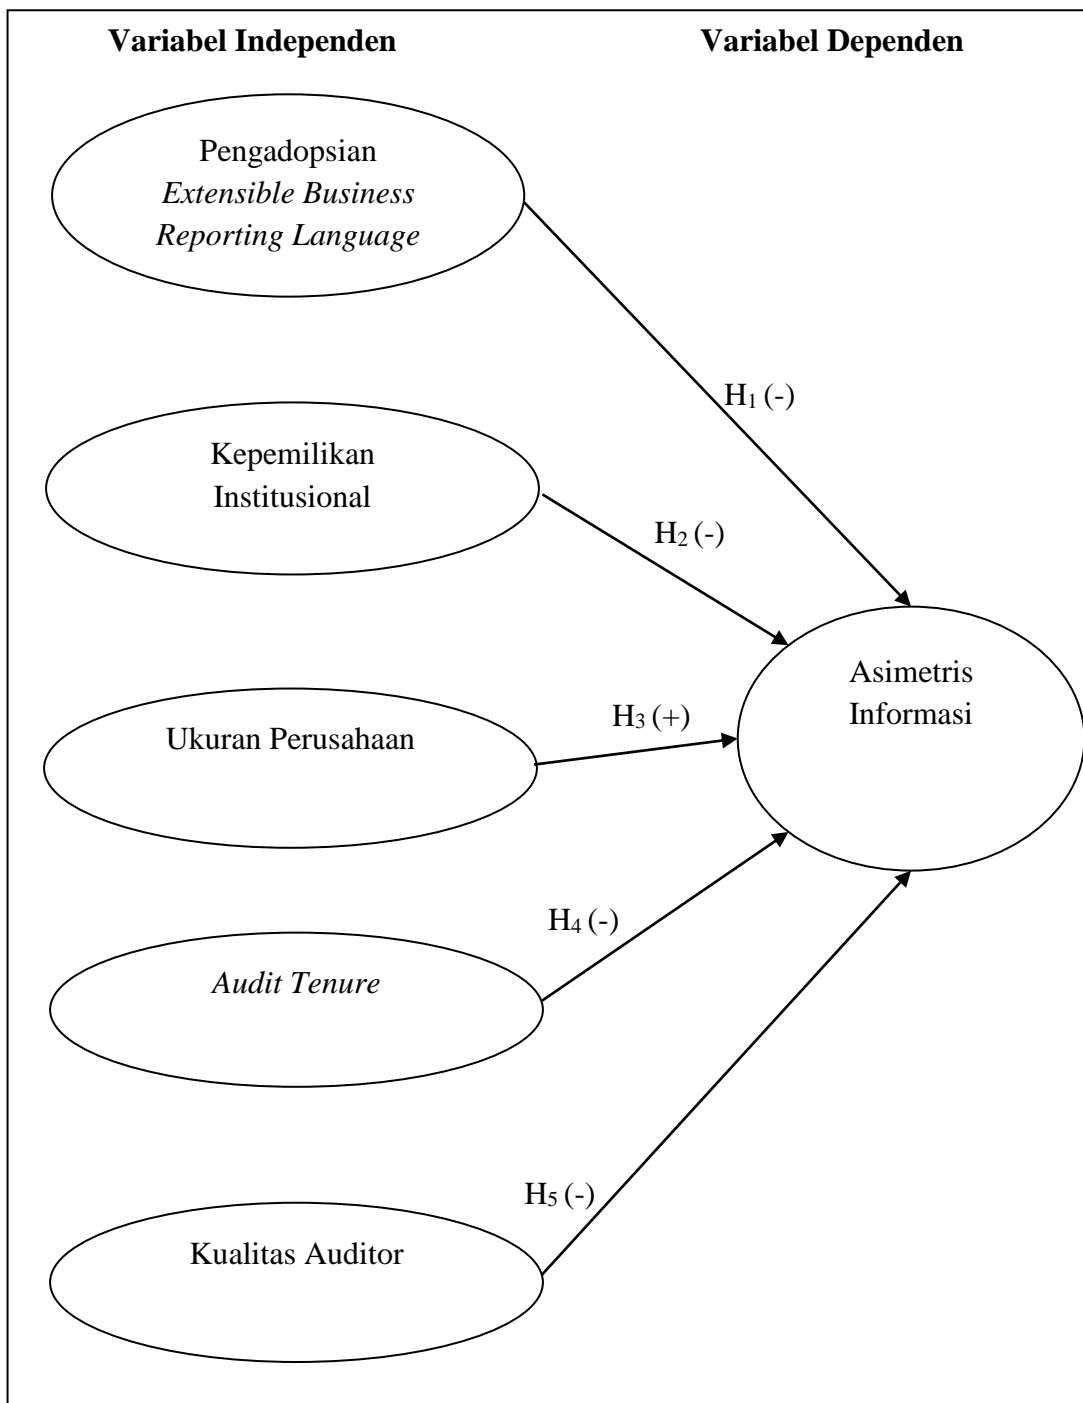 Variabel Independen
Variabel Dependen
Pengadopsian
Extensible Business
Reporting Language
H₁ (-)
Kepemilikan
Institusional
H₂ (-)
Asimetris
Informasi
Ukuran Perusahaan
H₃ (+)
Audit Tenure
H₄ (-)
Kualitas Auditor
H₅ (-)